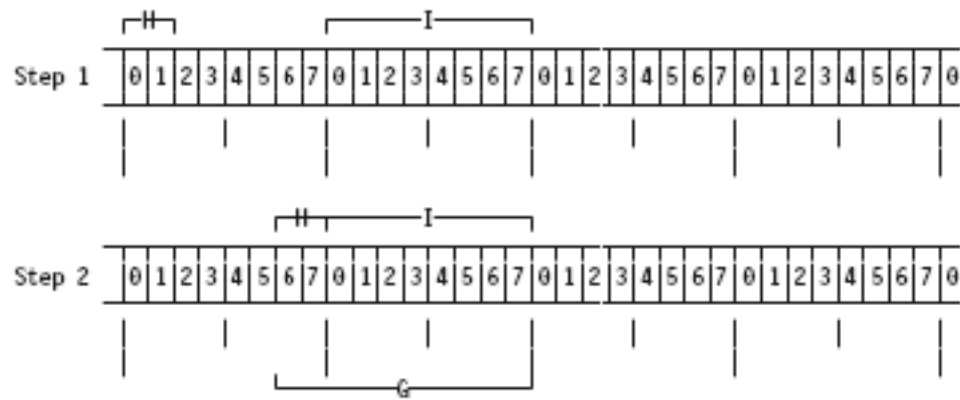 H I
Step 1 0 1 2 3 4 5 6 7 0 1 2 3 4 5 6 7 0 1 2 3 4 5 6 7 0 1 2 3 4 5 6 7 0
H I
Step 2 0 1 2 3 4 5 6 7 0 1 2 3 4 5 6 7 0 1 2 3 4 5 6 7 0 1 2 3 4 5 6 7 0
G